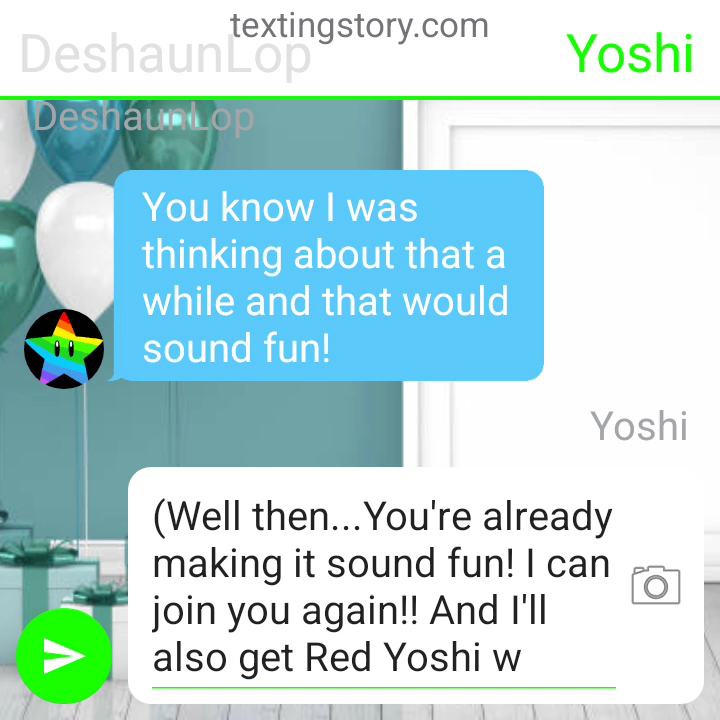 textingstory.com
DeshaunLop
Yoshi
DeshaunLop
You know I was
thinking about that a
while and that would
sound fun!
Yoshi
(Well then...You're already
making it sound fun! I can
join you again!! And I'll
also get Red Yoshi w